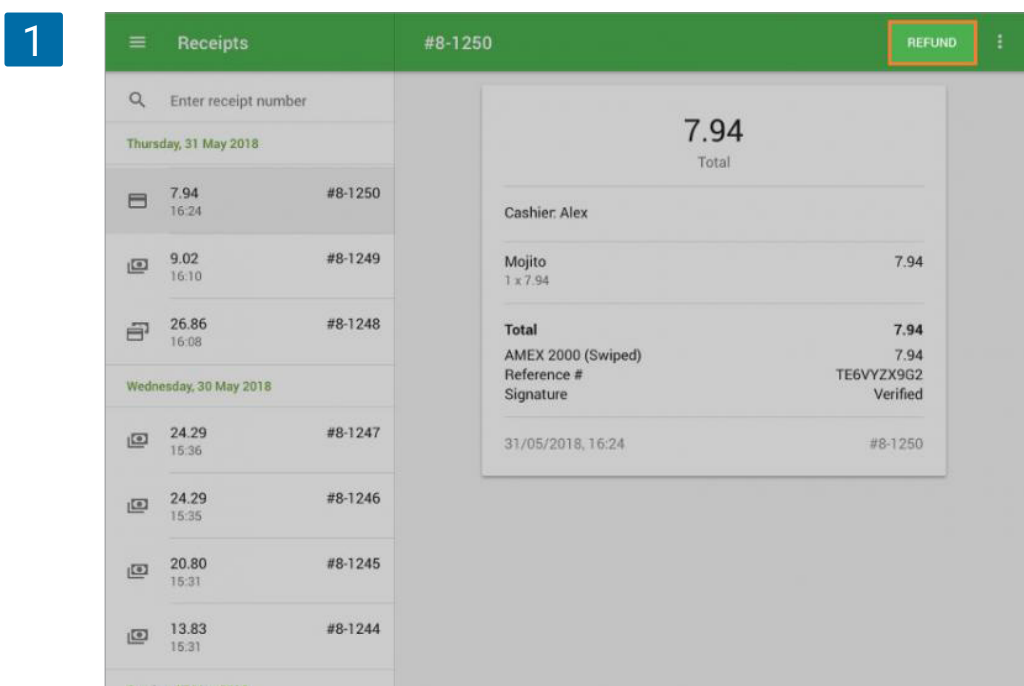 1
Receipts
#8-1250
REFUND
Enter receipt number
Thursday, 31 May 2018
7.94 #8-1250
16:24
9.02 #8-1249
16:10
26.86 #8-1248
16:08
Wednesday, 30 May 2018
24.29 #8-1247
15:36
24.29 #8-1246
15:35
20.80 #8-1245
15:31
13.83 #8-1244
15:31
7.94
Total
Cashier: Alex
Mojito 7.94
1 x 7.94
Total 7.94
AMEX 2000 (Swiped) 7.94
Reference # TE6VYZX9G2
Signature Verified
31/05/2018, 16:24 #8-1250